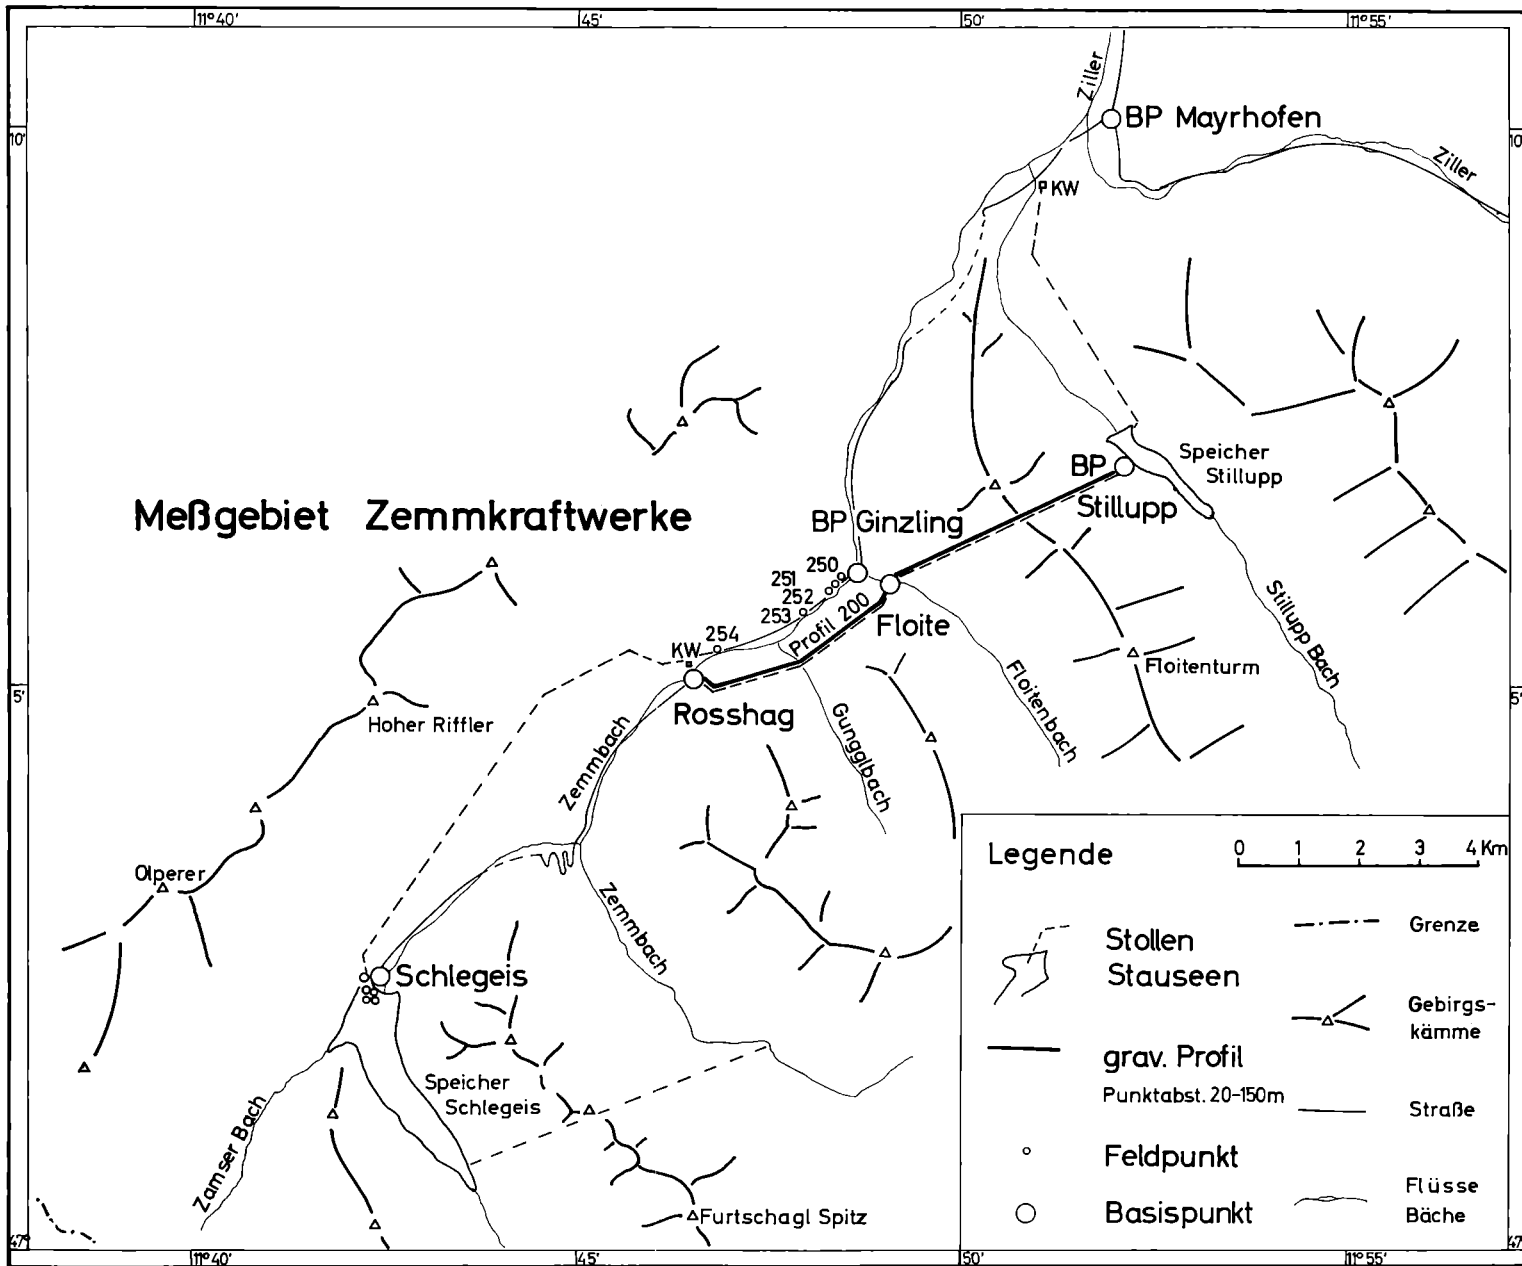 11°40'
45'
50'
11°55'
Ziller
BP Mayrhofen
10'
10'
Ziller
KW
Speicher
Stillupp
BP
Stillupp
Meßgebiet Zemmkraftwerke
BP Ginzling
250
251
252
253
254
Profil 200
Floite
KW
Stillupp Bach
Floitenturm
Floitenbach
5'
5'
Rosshag
Hoher Riffler
Gungglbach
Zemmbach
Olperer
Zemmbach
Schlegeis
Speicher
Schlegeis
Zamser Bach
Furtschagl Spitz
Legende
0 1 2 3 4 Km
Stollen
Stauseen
grav. Profil
Punktabst. 20-150m
Feldpunkt
Basispunkt
Grenze
Gebirgs-
kämme
Straße
Flüsse
Bäche
47°
47
11°40'
45'
50'
11°55'